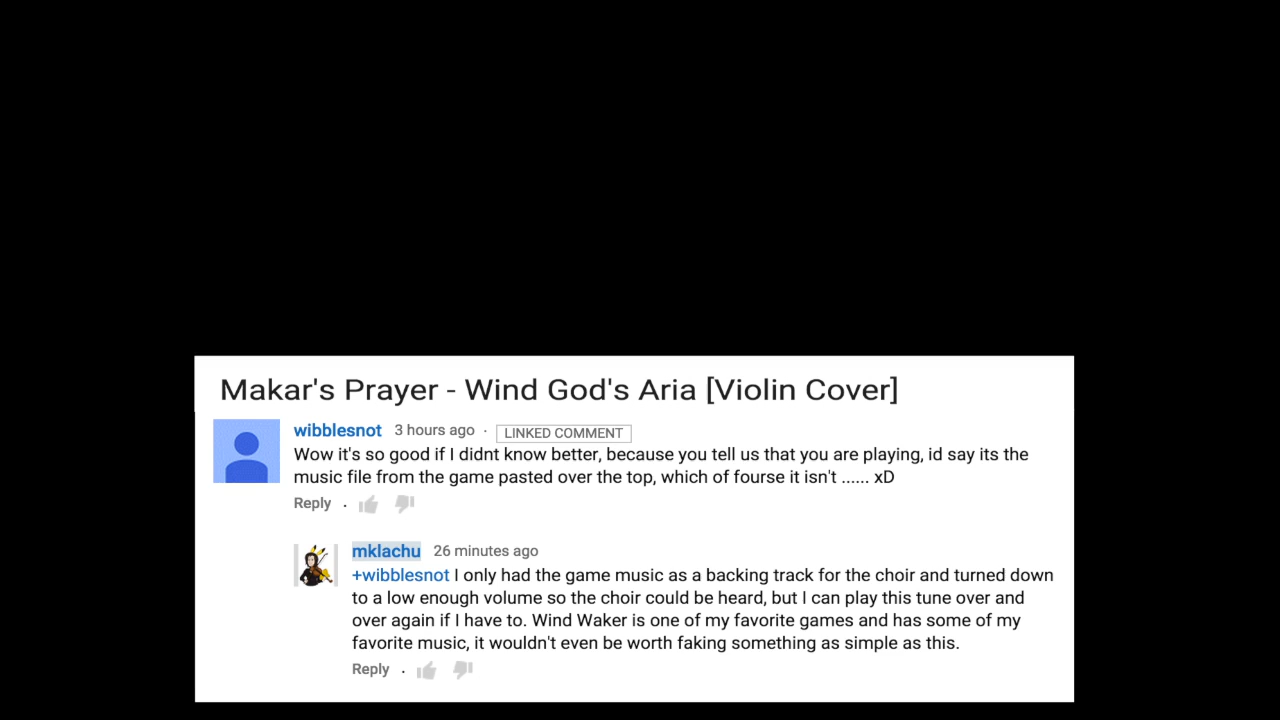 Makar's Prayer - Wind God's Aria [Violin Cover]
wibblesnot 3 hours ago · LINKED COMMENT
Wow it's so good if I didnt know better, because you tell us that you are playing, id say its the
music file from the game pasted over the top, which of fourse it isn't ...... xD
Reply ·
mklachu 26 minutes ago
+wibblesnot I only had the game music as a backing track for the choir and turned down
to a low enough volume so the choir could be heard, but I can play this tune over and
over again if I have to. Wind Waker is one of my favorite games and has some of my
favorite music, it wouldn't even be worth faking something as simple as this.
Reply ·